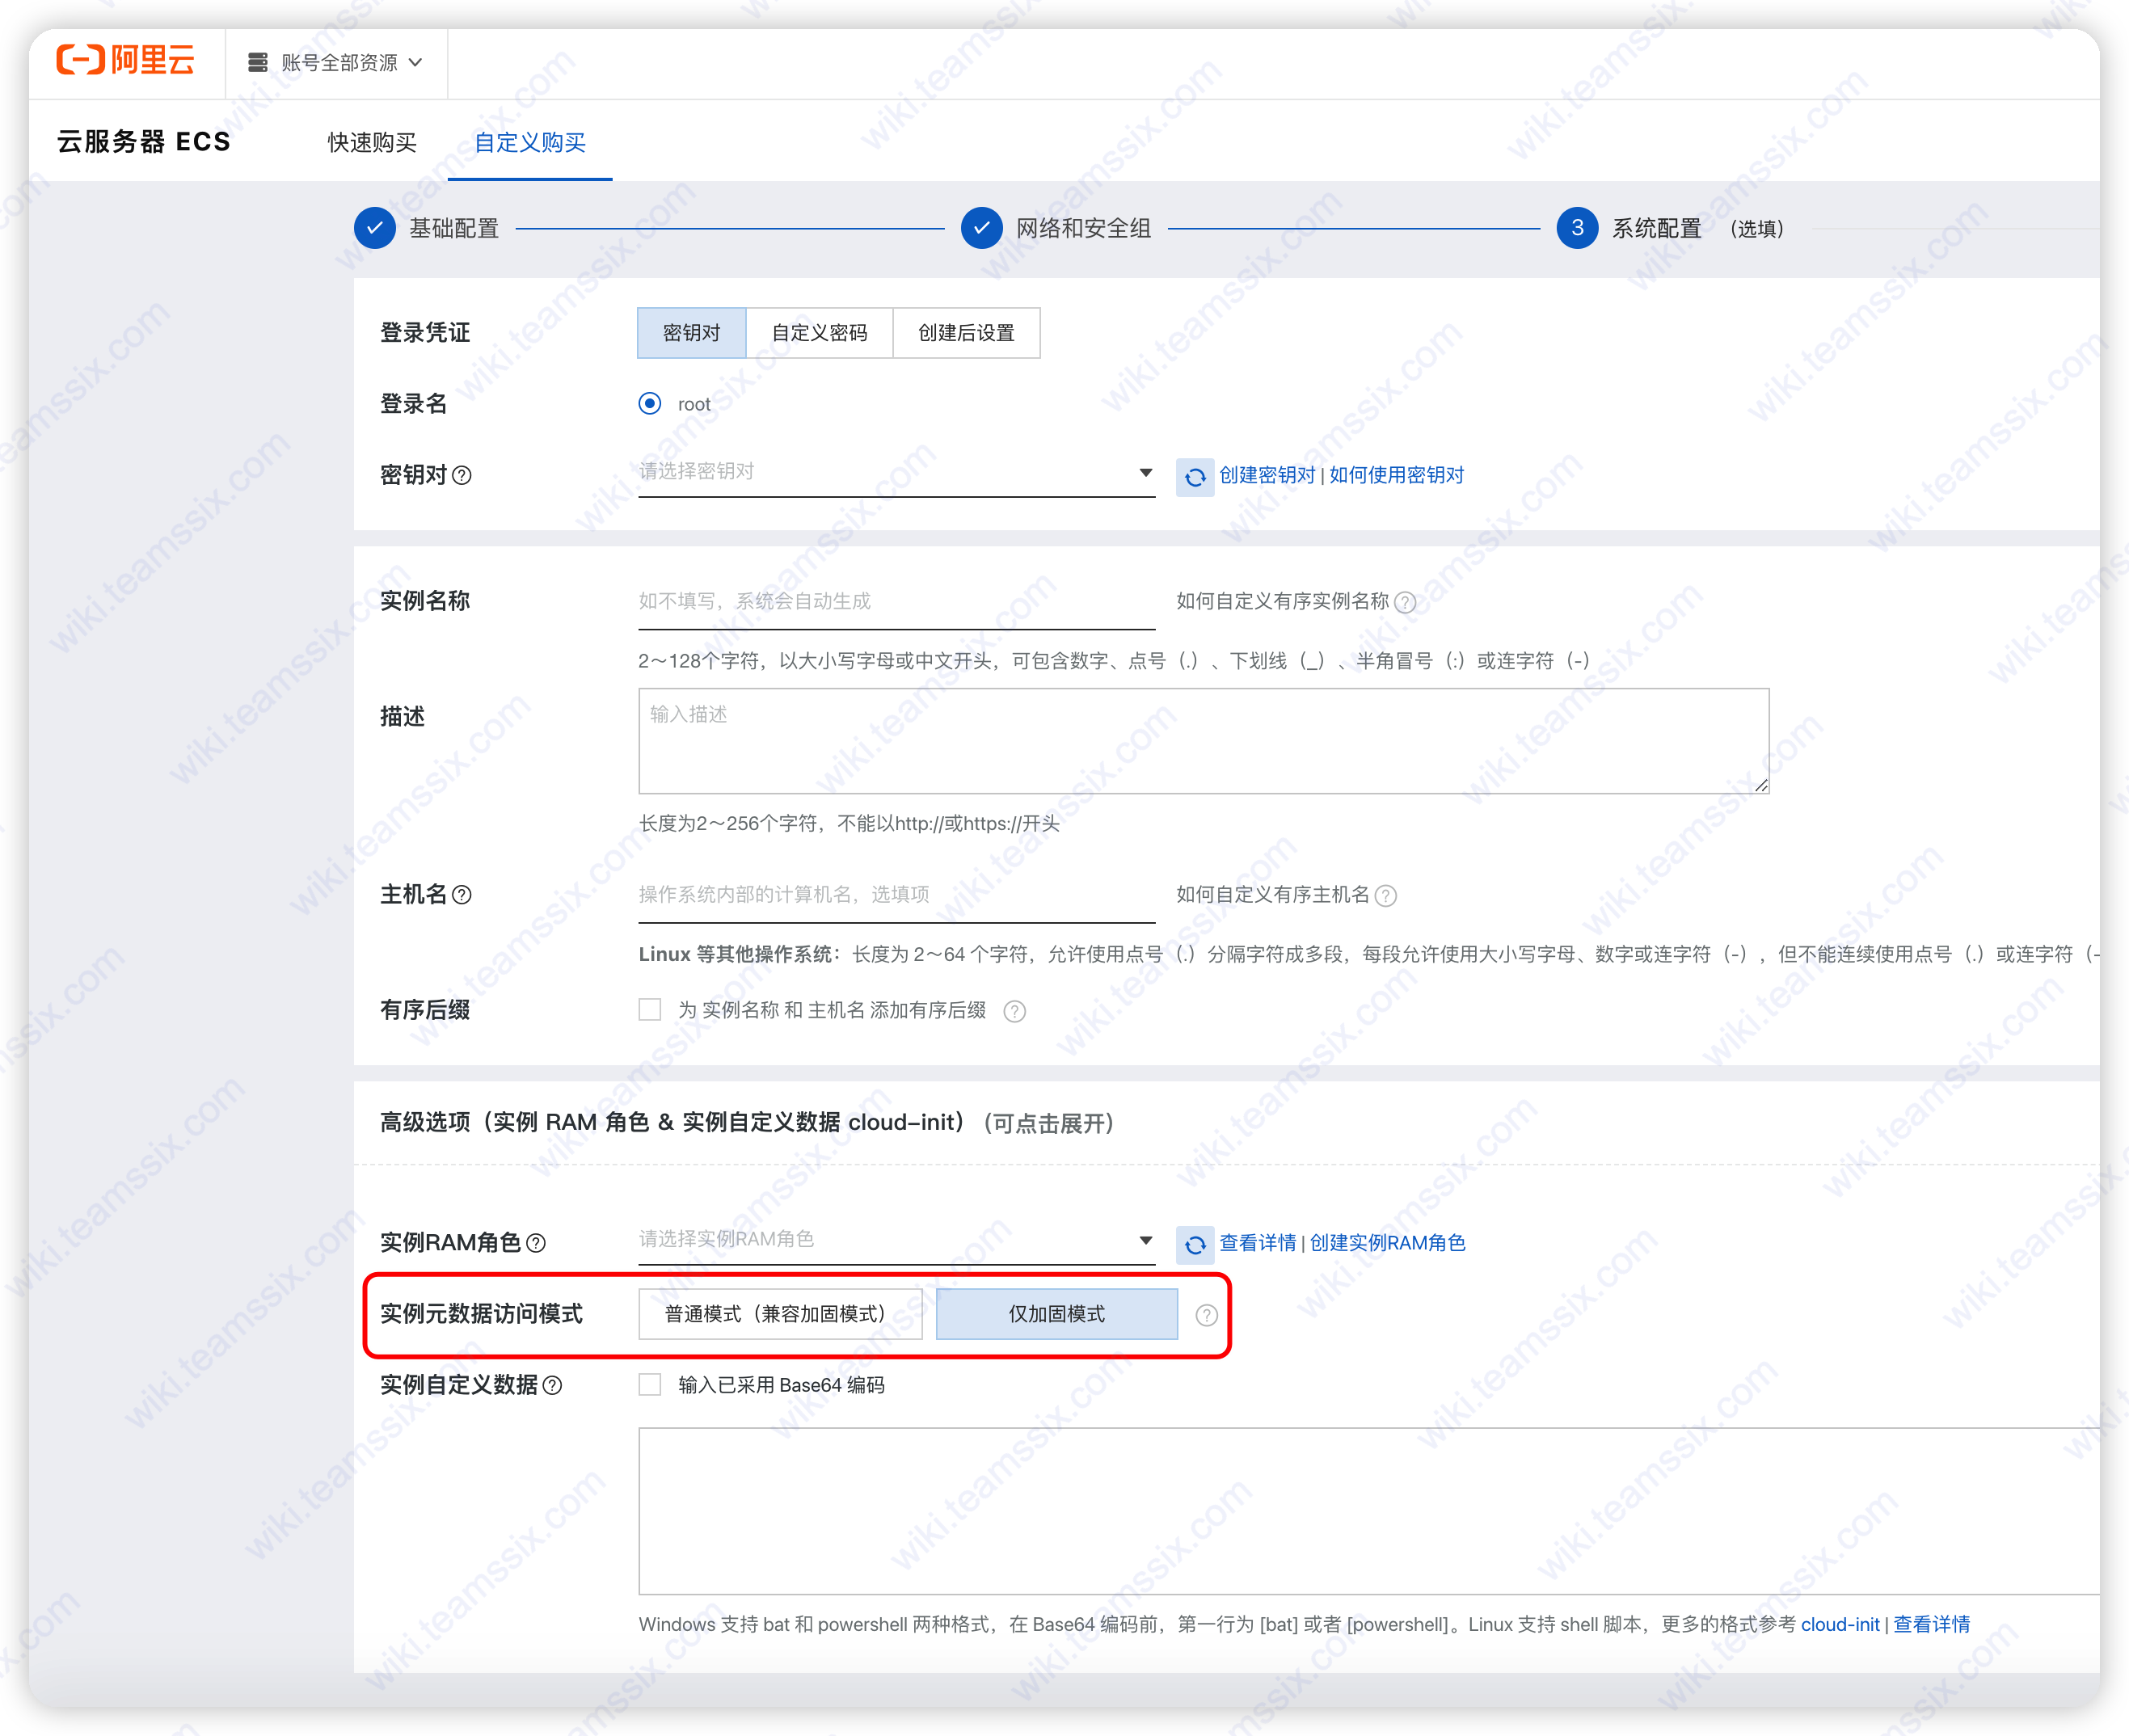 阿里云 账号全部资源
云服务器 ECS 快速购买 自定义购买
基础配置 网络和安全组 3 系统配置 (选填)
登录凭证 密钥对 自定义密码 创建后设置
登录名 root
密钥对 请选择密钥对 创建密钥对 | 如何使用密钥对
实例名称 如不填写，系统会自动生成 如何自定义有序实例名称
2～128个字符，以大小写字母或中文开头，可包含数字、点号（.）、下划线（_）、半角冒号（:）或连字符（-）
描述 输入描述
长度为2～256个字符，不能以http://或https://开头
主机名 操作系统内部的计算机名，选填项 如何自定义有序主机名
Linux 等其他操作系统：长度为 2～64 个字符，允许使用点号（.）分隔字符成多段，每段允许使用大小写字母、数字或连字符（-），但不能连续使用点号（.）或连字符（-
有序后缀 为 实例名称 和 主机名 添加有序后缀
高级选项（实例 RAM 角色 & 实例自定义数据 cloud-init）（可点击展开）
实例RAM角色 请选择实例RAM角色 查看详情 | 创建实例RAM角色
实例元数据访问模式 普通模式（兼容加固模式） 仅加固模式
实例自定义数据 输入已采用 Base64 编码
Windows 支持 bat 和 powershell 两种格式，在 Base64 编码前，第一行为 [bat] 或者 [powershell]。Linux 支持 shell 脚本，更多的格式参考 cloud-init | 查看详情
wiki.teamssix.com